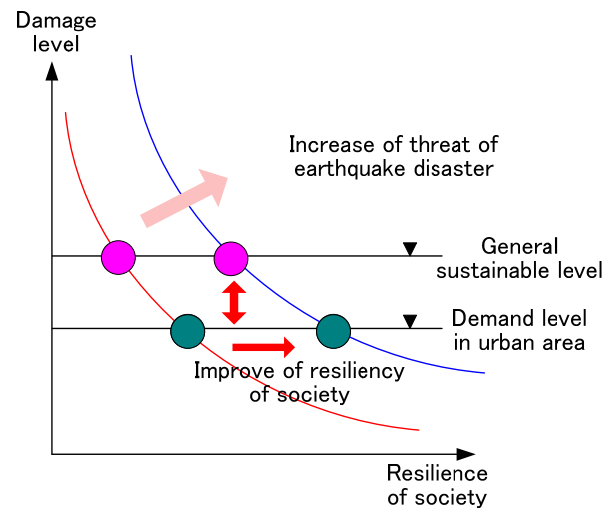 Damage
level
Increase of threat of
earthquake disaster
General
sustainable level
Demand level
in urban area
Improve of resiliency
of society
Resilience
of society